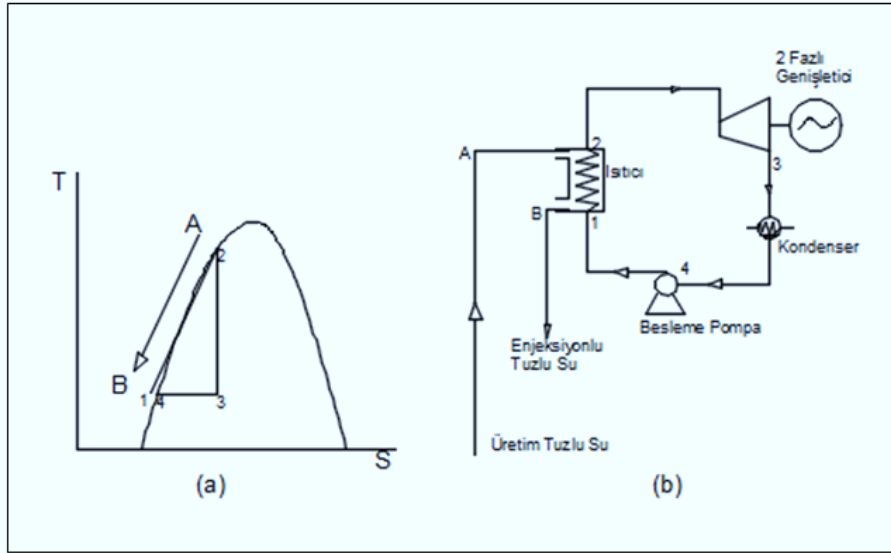 T
A
2
B
1
4
3
S
(a)
2 Fazlı
Genişletici
A
2
Isıtıcı
B
1
3
Kondenser
4
Besleme Pompa
Enjeksiyonlu
Tuzlu Su
Üretim Tuzlu Su
(b)